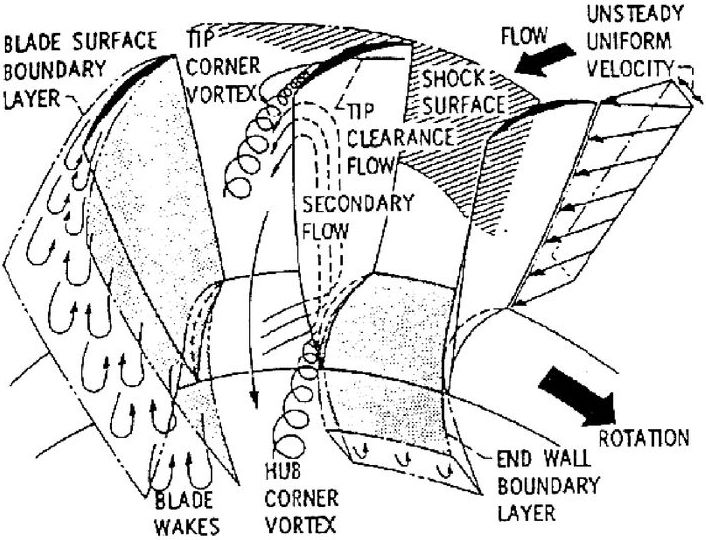 BLADE SURFACE
BOUNDARY
LAYER
TIP
CORNER
VORTEX
FLOW
UNSTEADY
UNIFORM
VELOCITY
SHOCK
SURFACE
TIP
CLEARANCE
FLOW
SECONDARY
FLOW
ROTATION
BLADE
WAKES
HUB
CORNER
VORTEX
END WALL
BOUNDARY
LAYER